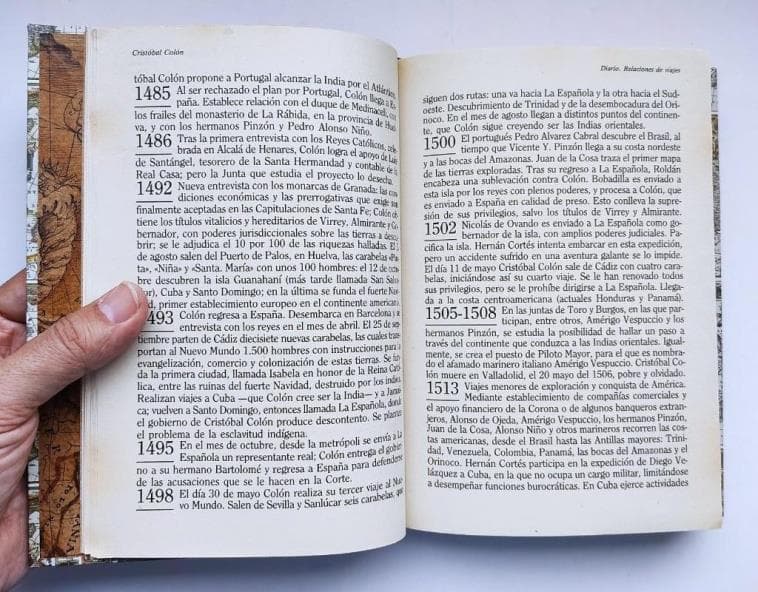 Cristóbal Colón
tóbal Colón propone a Portugal alcanzar la India por el Atlántico.
1485 Al ser rechazado el plan por Portugal, Colón llega a Es-
paña. Establece relación con el duque de Medinaceli, con
los frailes del monasterio de La Rábida, en la provincia de Huel-
va, y con los hermanos Pinzón y Pedro Alonso Niño.
1486 Tras la primera entrevista con los Reyes Católicos, cele-
brada en Alcalá de Henares, Colón logra el apoyo de Luis
de Santángel, tesorero de la Santa Hermandad y contable de la
Real Casa; pero la Junta que estudia el proyecto lo desecha.
1492 Nueva entrevista con los monarcas de Granada: las con-
diciones económicas y las prerrogativas que exige son
finalmente aceptadas en las Capitulaciones de Santa Fe; Colón ob-
tiene los títulos vitalicios y hereditarios de Virrey, Almirante y Go-
bernador, con poderes jurisdiccionales sobre las tierras a descu-
brir; se le adjudica el 10 por 100 de las riquezas halladas. El 3
de agosto salen del Puerto de Palos, en Huelva, las carabelas «Pin-
ta», «Niña» y «Santa. María» con unos 100 hombres: el 12 de octu-
bre descubren la isla Guanahaní (más tarde llamada San Salva-
dor), Cuba y Santo Domingo; en la última se funda el fuerte Navi-
d, primer establecimiento europeo en el continente americano.
1493 Colón regresa a España. Desembarca en Barcelona y se
entrevista con los reyes en el mes de abril. El 25 de sep-
tiembre parten de Cádiz diecisiete nuevas carabelas, las cuales trans-
portan al Nuevo Mundo 1.500 hombres con instrucciones para la
evangelización, comercio y colonización de estas tierras. Se fun-
da la primera ciudad, llamada Isabela en honor de la Reina Cató-
lica, entre las ruinas del fuerte Navidad, destruido por los indios.
Realizan viajes a Cuba —que Colón cree ser la India— y a Jamai-
ca; vuelven a Santo Domingo, entonces llamada La Española, donde
el gobierno de Cristóbal Colón produce descontento. Se plantea
el problema de la esclavitud indígena.
1495 En el mes de octubre, desde la metrópoli se envía a La
Española un representante real; Colón entrega el gobier-
no a su hermano Bartolomé y regresa a España para defenderse
de las acusaciones que se le hacen en la Corte.
1498 El día 30 de mayo Colón realiza su tercer viaje al Nue-
vo Mundo. Salen de Sevilla y Sanlúcar seis carabelas, que
Diario. Relaciones de viajes
siguen dos rutas: una va hacia La Española y la otra hacia el Sud-
oeste. Descubrimiento de Trinidad y de la desembocadura del Ori-
noco. En el mes de agosto llegan a distintos puntos del continen-
te, que Colón sigue creyendo ser las Indias orientales.
1500 El portugués Pedro Alvarez Cabral descubre el Brasil, al
tiempo que Vicente Y. Pinzón llega a su costa nordeste
y a las bocas del Amazonas. Juan de la Cosa traza el primer mapa
de las tierras exploradas. Tras su regreso a La Española, Roldán
encabeza una sublevación contra Colón. Bobadilla es enviado a
esta isla por los reyes con plenos poderes, y procesa a Colón, que
es enviado a España en calidad de preso. Esto conlleva la supre-
sión de sus privilegios, salvo los títulos de Virrey y Almirante.
1502 Nicolás de Ovando es enviado a La Española como go-
bernador de la isla, con amplios poderes judiciales. Paci-
fica la isla. Hernán Cortés intenta embarcar en esta expedición,
pero un accidente sufrido en una aventura galante se lo impide.
El día 11 de mayo Cristóbal Colón sale de Cádiz con cuatro cara-
belas, iniciándose así su cuarto viaje. Se le han renovado todos
sus privilegios, pero se le prohíbe dirigirse a La Española. Llega-
da a la costa centroamericana (actuales Honduras y Panamá).
1505-1508 En las juntas de Toro y Burgos, en las que par-
ticipan, entre otros, Amérigo Vespuccio y los
hermanos Pinzón, se estudia la posibilidad de hallar un paso a
través del continente que conduzca a las Indias orientales. Igual-
mente, se crea el puesto de Piloto Mayor, para el que es nombra-
do el afamado marinero italiano Amérigo Vespuccio. Cristóbal Co-
lón muere en Valladolid, el 20 de mayo del 1506, pobre y olvidado.
1513 Viajes menores de exploración y conquista de América.
Mediante establecimiento de compañías comerciales y
el apoyo financiero de la Corona o de algunos banqueros extran-
jeros, Alonso de Ojeda, Amérigo Vespuccio, los hermanos Pinzón,
Juan de la Cosa, Alonso Niño y otros marineros recorren las cos-
tas americanas, desde el Brasil hasta las Antillas mayores: Trini-
dad, Venezuela, Colombia, Panamá, las bocas del Amazonas y el
Orinoco. Hernán Cortés participa en la expedición de Diego Ve-
lázquez a Cuba, en la que no ocupa un cargo militar, limitándose
a desempeñar funciones burocráticas. En Cuba ejerce actividades